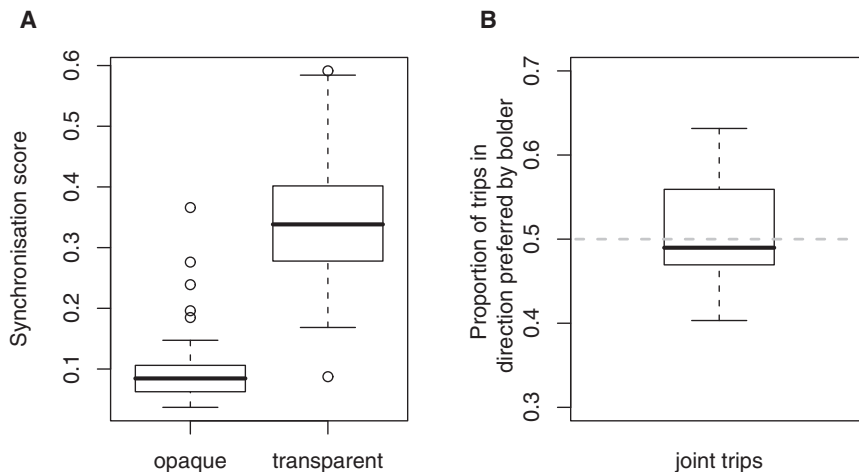 A
Synchronisation score
0.6
0.5
0.4
0.3
0.2
0.1
opaque
transparent
B
Proportion of trips in
direction preferred by bolder
0.7
0.6
0.5
0.4
0.3
joint trips